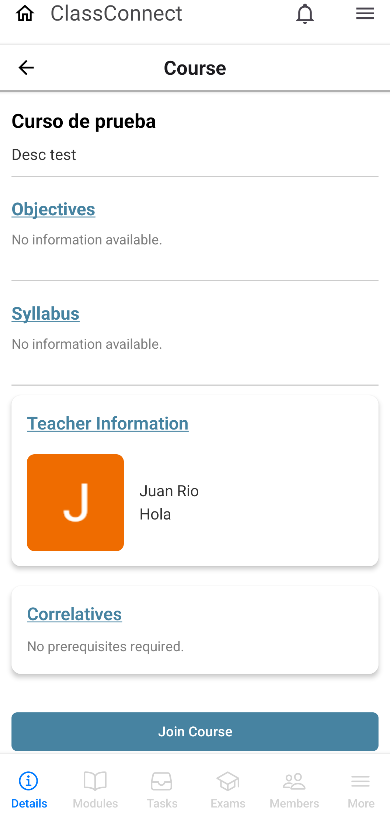 ClassConnect
Course
Curso de prueba
Desc test
Objectives
No information available.
Syllabus
No information available.
Teacher Information
J
Juan Rio
Hola
Correlatives
No prerequisites required.
Join Course
Details Modules Tasks Exams Members More